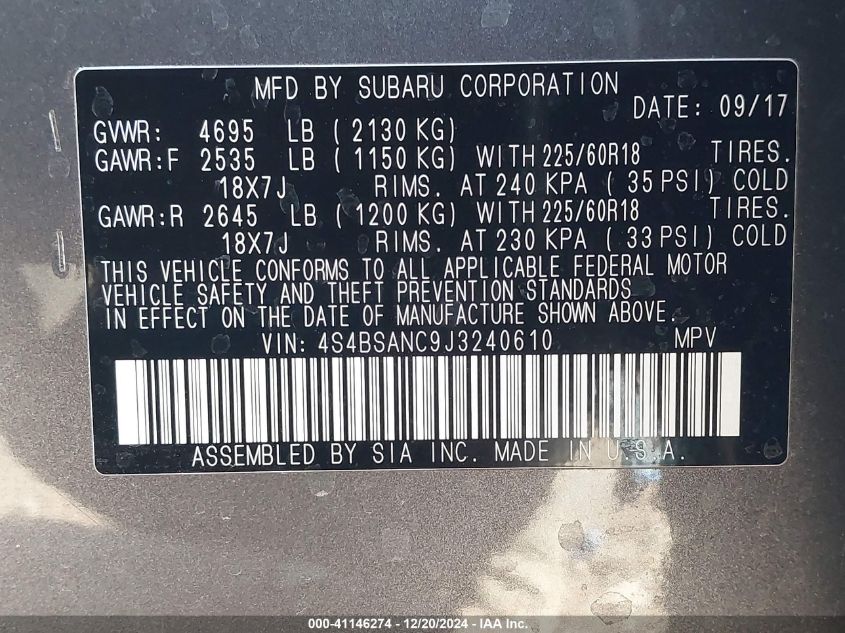 MFD BY SUBARU CORPORATION
DATE: 09/17
GVWR: 4695 LB ( 2130 KG)
GAWR:F 2535 LB ( 1150 KG) WITH 225/60R18 TIRES.
18X7J RIMS. AT 240 KPA ( 35 PSI) COLD
GAWR:R 2645 LB ( 1200 KG) WITH 225/60R18 TIRES.
18X7J RIMS. AT 230 KPA ( 33 PSI) COLD
THIS VEHICLE CONFORMS TO ALL APPLICABLE FEDERAL MOTOR
VEHICLE SAFETY AND THEFT PREVENTION STANDARDS
IN EFFECT ON THE DATE OF MANUFACTURE SHOWN ABOVE.
VIN: 4S4BSANC9J3240610 MPV
ASSEMBLED BY SIA INC. MADE IN U.S.A.
000-41146274 - 12/20/2024 - IAA Inc.